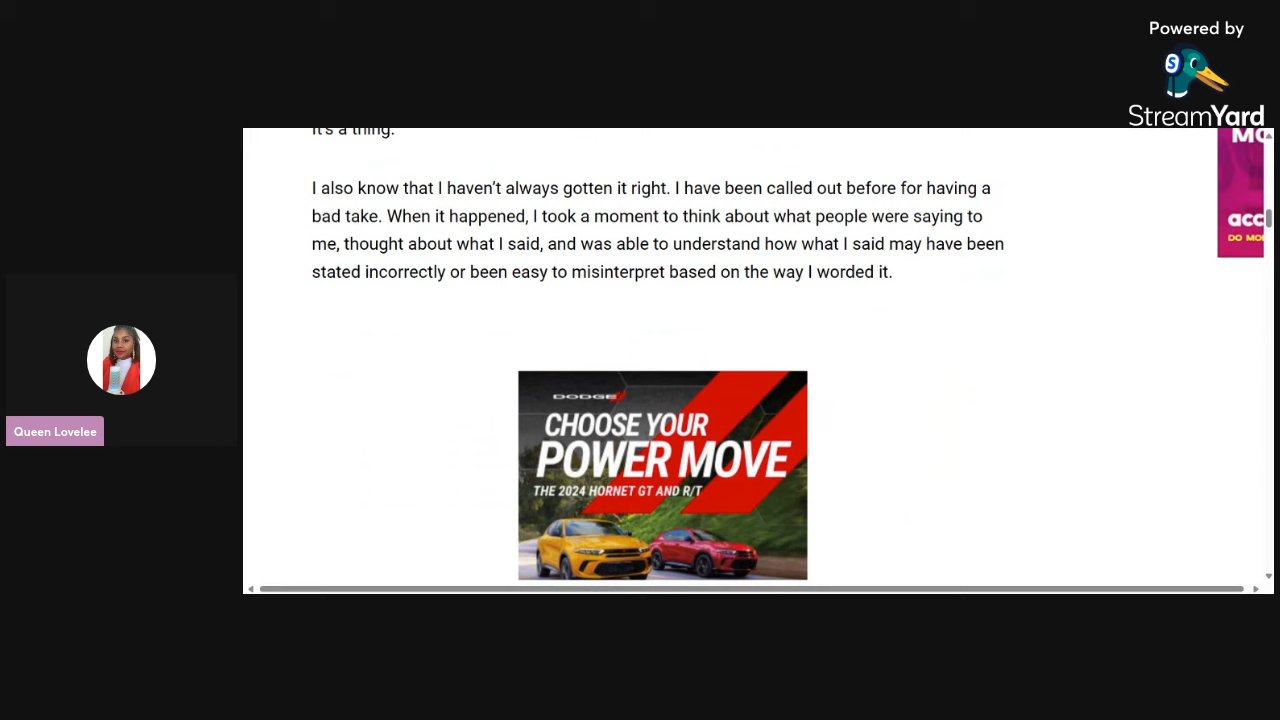 Powered by
S
StreamYard
It's a thing.
I also know that I haven't always gotten it right. I have been called out before for having a
bad take. When it happened, I took a moment to think about what people were saying to
me, thought about what I said, and was able to understand how what I said may have been
stated incorrectly or been easy to misinterpret based on the way I worded it.
DODGE
CHOOSE YOUR
POWER MOVE
THE 2024 HORNET GT AND R/T
Queen Lovelee